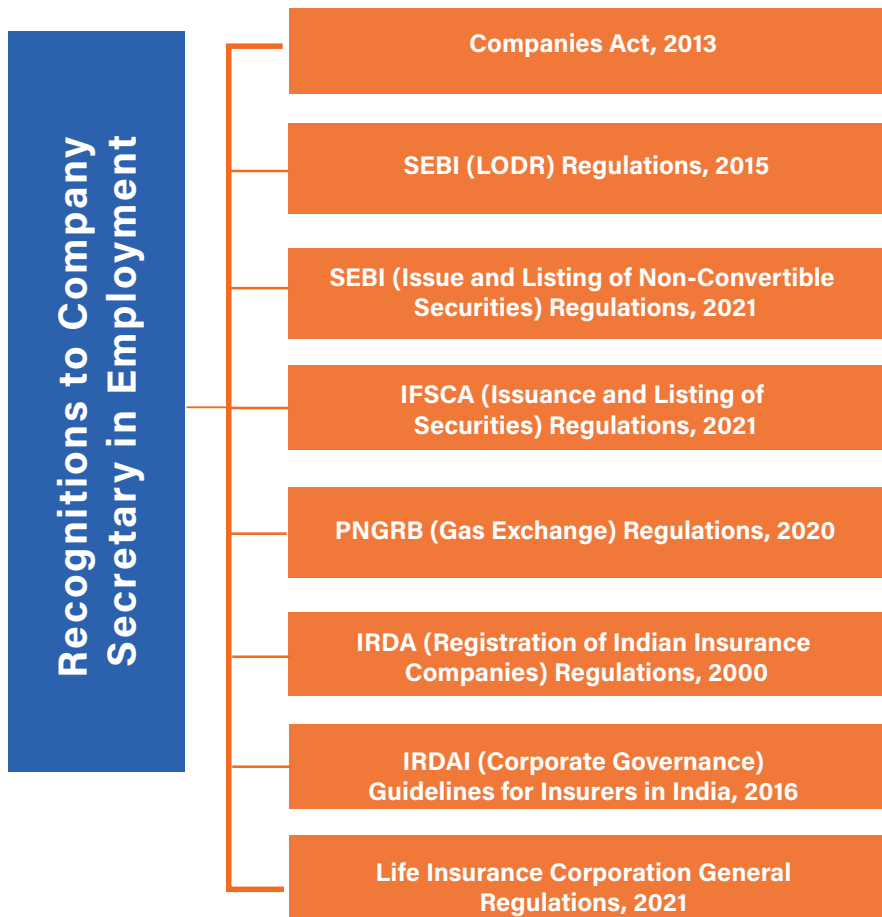 Recognitions to Company
Secretary in Employment
Companies Act, 2013
SEBI (LODR) Regulations, 2015
SEBI (Issue and Listing of Non-Convertible
Securities) Regulations, 2021
IFSCA (Issuance and Listing of
Securities) Regulations, 2021
PNGRB (Gas Exchange) Regulations, 2020
IRDA (Registration of Indian Insurance
Companies) Regulations, 2000
IRDAI (Corporate Governance)
Guidelines for Insurers in India, 2016
Life Insurance Corporation General
Regulations, 2021